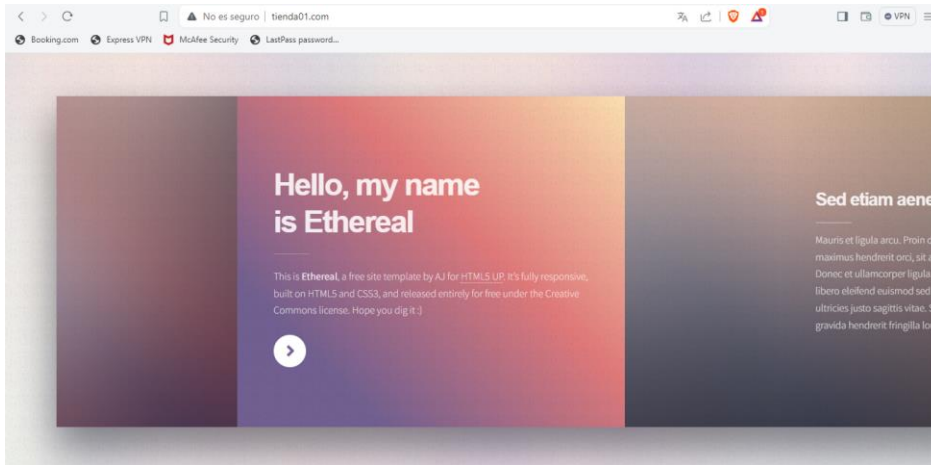 No es seguro | tienda01.com
VPN
Booking.com Express VPN McAfee Security LastPass password...
Hello, my name
is Ethereal
This is Ethereal, a free site template by AJ for HTML5 UP. It's fully responsive,
built on HTML5 and CSS3, and released entirely for free under the Creative
Commons license. Hope you dig it :)
Sed etiam aene
Mauris et ligula arcu. Proin c
maximus hendrerit orci, sit a
Donec et ullamcorper ligula
libero eleifend euismod sed
ultricies justo sagittis vitae. S
gravida hendrerit fringilla lo